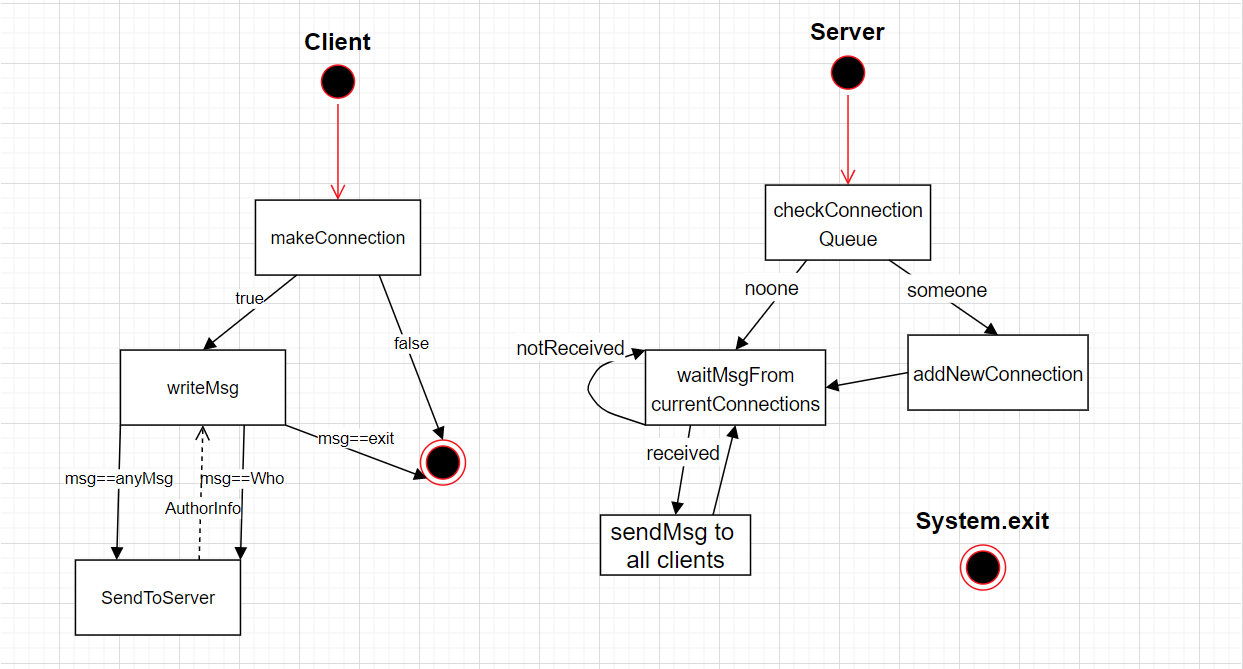 Client
makeConnection
true
false
writeMsg
msg==exit
msg==anyMsg
msg==Who
AuthorInfo
SendToServer
Server
checkConnection
Queue
noone
someone
notReceived
waitMsgFrom
currentConnections
addNewConnection
received
sendMsg to
all clients
System.exit